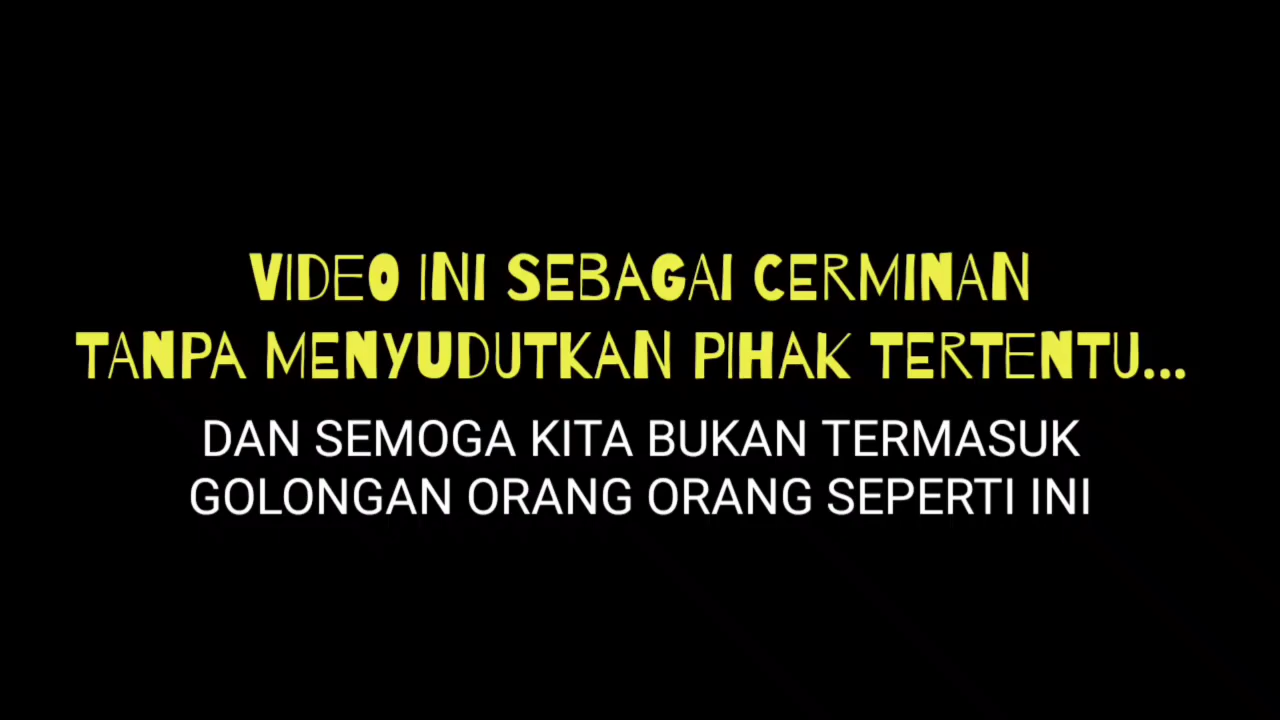 VIDEO INI SEBAGAI CERMINAN
TANPA MENYUDUTKAN PIHAK TERTENTU...
DAN SEMOGA KITA BUKAN TERMASUK
GOLONGAN ORANG ORANG SEPERTI INI